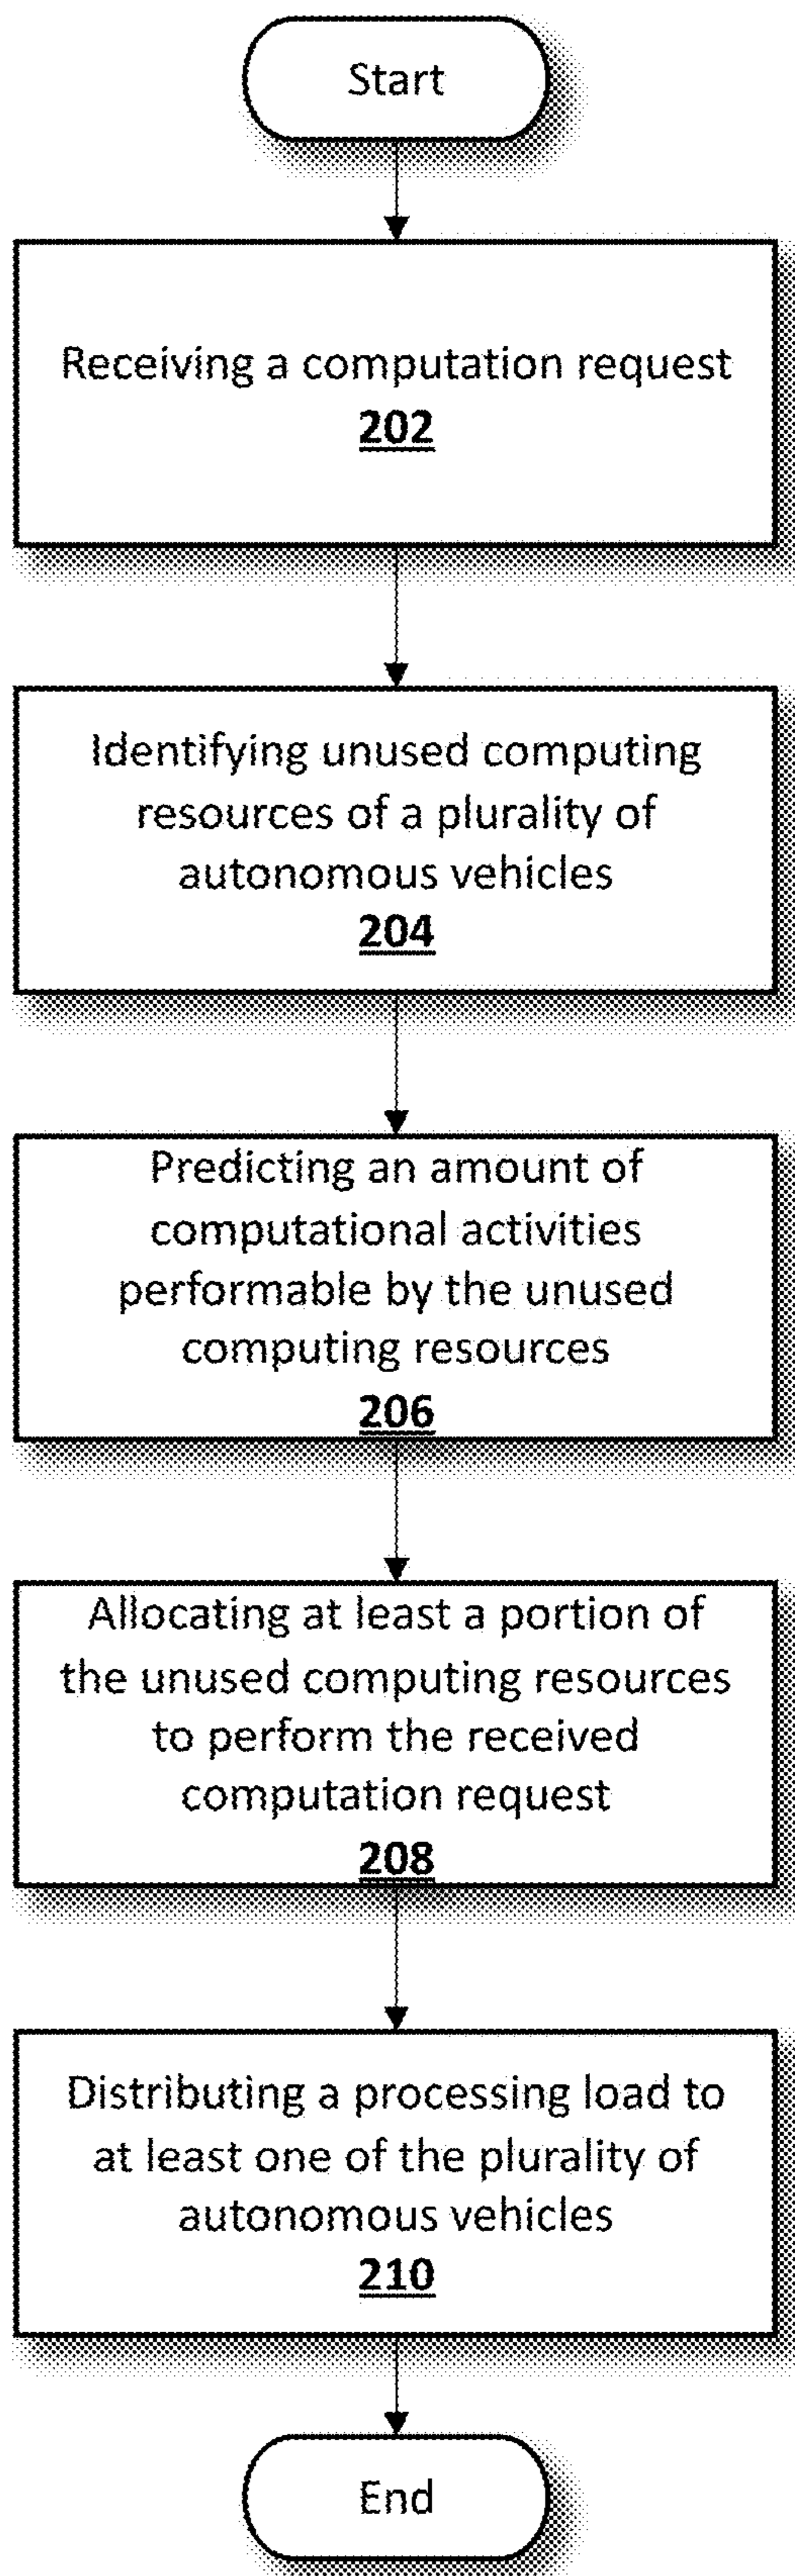 Start
Receiving a computation request
202
Identifying unused computing
resources of a plurality of
autonomous vehicles
204
Predicting an amount of
computational activities
performable by the unused
computing resources
206
Allocating at least a portion of
the unused computing resources
to perform the received
computation request
208
Distributing a processing load to
at least one of the plurality of
autonomous vehicles
210
End